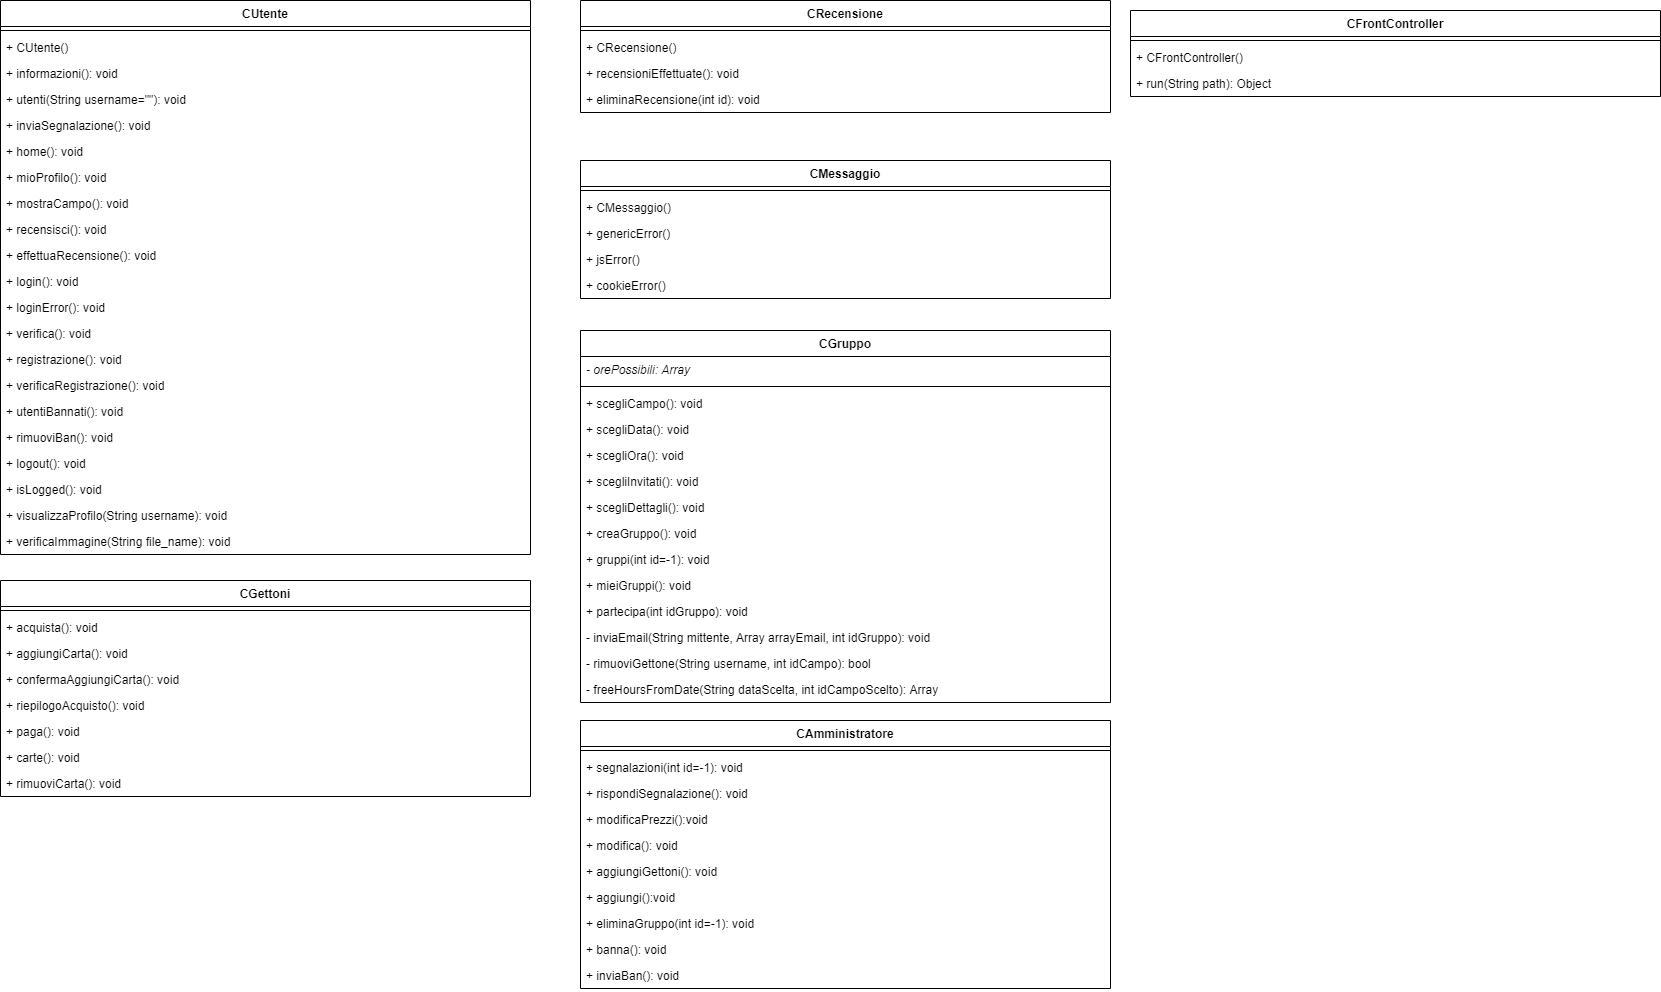 CUtente
+ CUtente()
+ informazioni(): void
+ utenti(String username=""): void
+ inviaSegnalazione(): void
+ home(): void
+ mioProfilo(): void
+ mostraCampo(): void
+ recensisci(): void
+ effettuaRecensione(): void
+ login(): void
+ loginError(): void
+ verifica(): void
+ registrazione(): void
+ verificaRegistrazione(): void
+ utentiBannati(): void
+ rimuoviBan(): void
+ logout(): void
+ isLogged(): void
+ visualizzaProfilo(String username): void
+ verificaImmagine(String file_name): void
CGettoni
+ acquista(): void
+ aggiungiCarta(): void
+ confermaAggiungiCarta(): void
+ riepilogoAcquisto(): void
+ paga(): void
+ carte(): void
+ rimuoviCarta(): void
CRecensione
+ CRecensione()
+ recensioniEffettuate(): void
+ eliminaRecensione(int id): void
CMessaggio
+ CMessaggio()
+ genericError()
+ jsError()
+ cookieError()
CGruppo
- orePossibili: Array
+ scegliCampo(): void
+ scegliData(): void
+ scegliOra(): void
+ scegliInvitati(): void
+ scegliDettagli(): void
+ creaGruppo(): void
+ gruppi(int id=-1): void
+ mieiGruppi(): void
+ partecipa(int idGruppo): void
- inviaEmail(String mittente, Array arrayEmail, int idGruppo): void
- rimuoviGettone(String username, int idCampo): bool
- freeHoursFromDate(String dataScelta, int idCampoScelto): Array
CAmministratore
+ segnalazioni(int id=-1): void
+ rispondiSegnalazione(): void
+ modificaPrezzi():void
+ modifica(): void
+ aggiungiGettoni(): void
+ aggiungi():void
+ eliminaGruppo(int id=-1): void
+ banna(): void
+ inviaBan(): void
CFrontController
+ CFrontController()
+ run(String path): Object